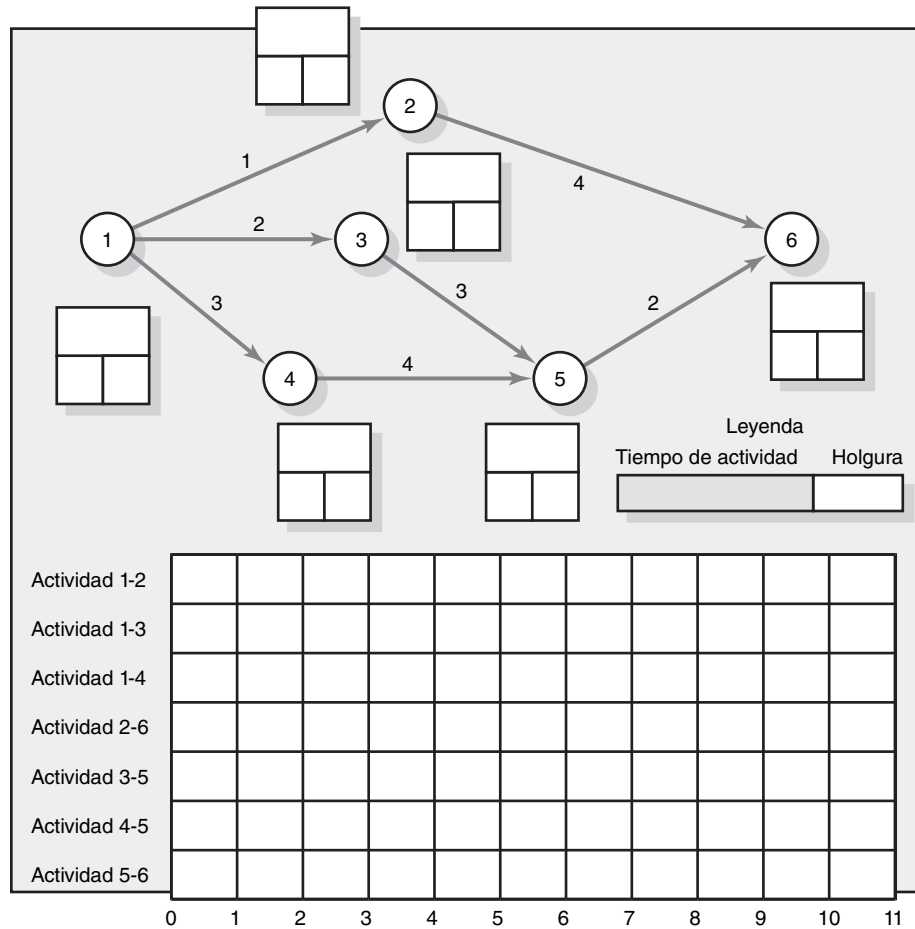 2
1
4
1
2
3
6
3
3
2
4
4
5
Leyenda
Tiempo de actividad Holgura
Actividad 1-2
Actividad 1-3
Actividad 1-4
Actividad 2-6
Actividad 3-5
Actividad 4-5
Actividad 5-6
0 1 2 3 4 5 6 7 8 9 10 11